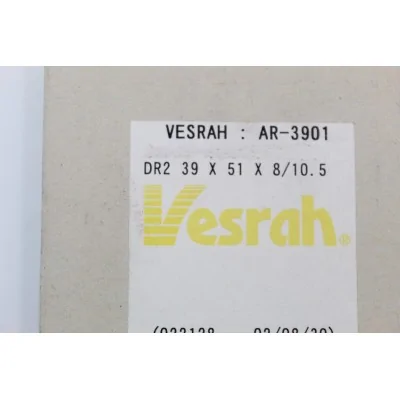 VESRAH : AR-3901
DR2 39 X 51 X 8/10.5
Vesrah®